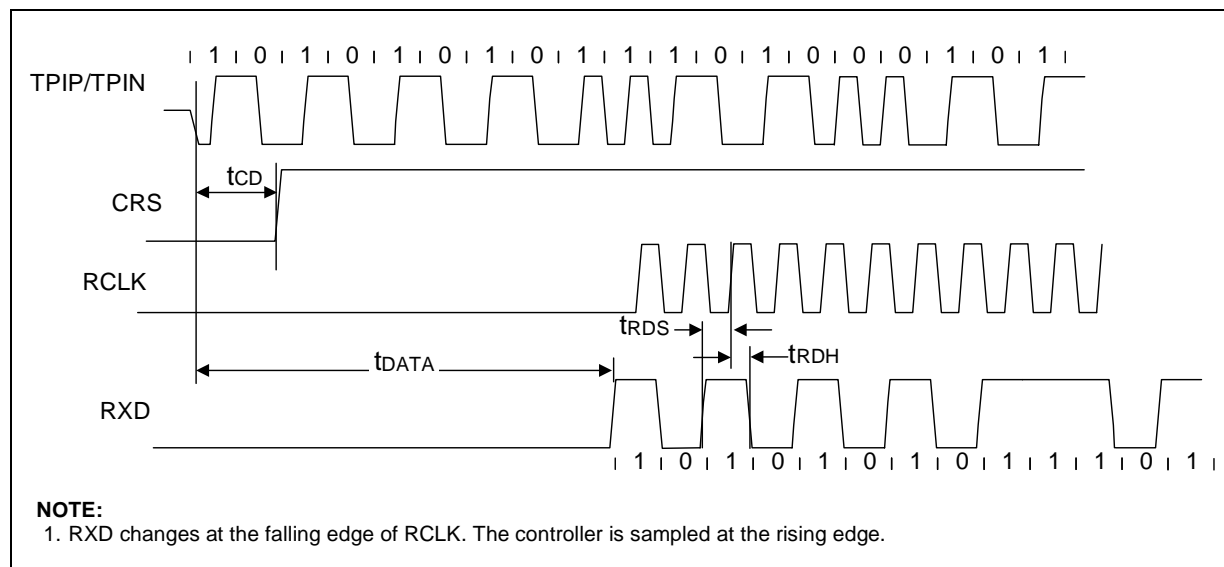 1 0 1 0 1 0 1 0 1 1 1 0 1 0 0 0 1 0 1
TPIP/TPIN
tCD
CRS
RCLK
tRDS
tRDH
tDATA
RXD
1 0 1 0 1 0 1 0 1 1 1 0 1
NOTE:
1. RXD changes at the falling edge of RCLK. The controller is sampled at the rising edge.